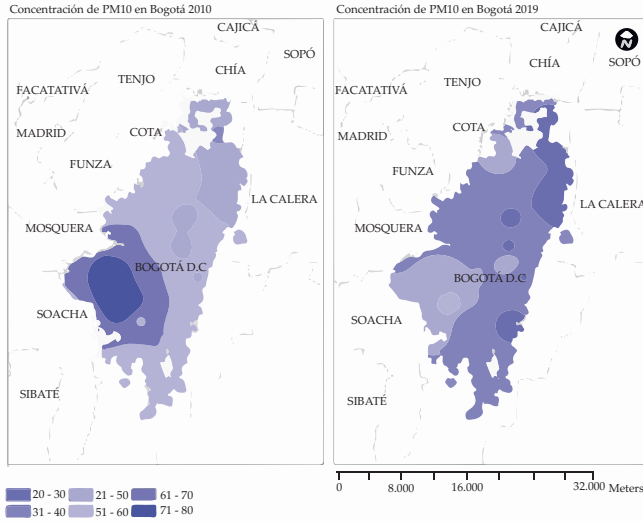 Concentración de PM10 en Bogotá 2010
CAJICÁ
SOPÓ
CHÍA
TENJO
FACATATIVÁ
MADRID
COTA
FUNZA
LA CALERA
MOSQUERA
BOGOTÁ D.C
SOACHA
SIBATÉ
Concentración de PM10 en Bogotá 2019
CAJICÁ
N
SOPÓ
CHÍA
TENJO
FACATATIVÁ
MADRID
COTA
FUNZA
LA CALERA
MOSQUERA
BOGOTÁ D.C
SOACHA
SIBATÉ
20 - 30 21 - 50 61 - 70
31 - 40 51 - 60 71 - 80
0 8.000 16.000 32.000 Meters